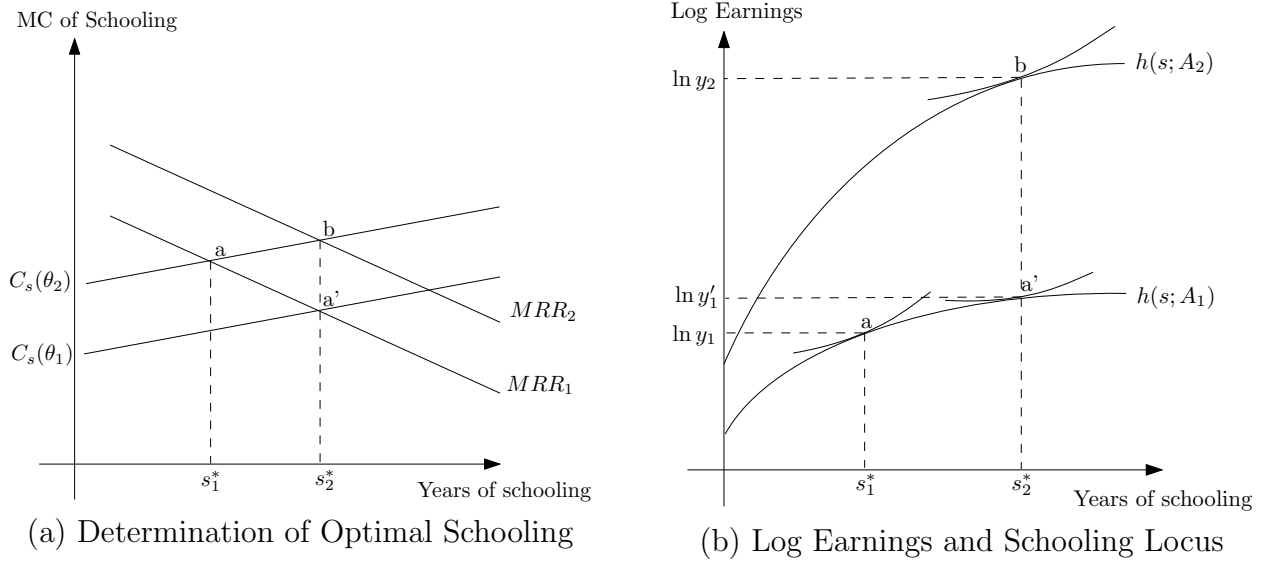 MC of Schooling
b
a
C_s(θ_2)
a'
MRR_2
C_s(θ_1)
MRR_1
s_1^*
s_2^*
Years of schooling
(a) Determination of Optimal Schooling
Log Earnings
b
h(s; A_2)
ln y_2
a'
ln y_1'
h(s; A_1)
a
ln y_1
s_1^*
s_2^*
Years of schooling
(b) Log Earnings and Schooling Locus